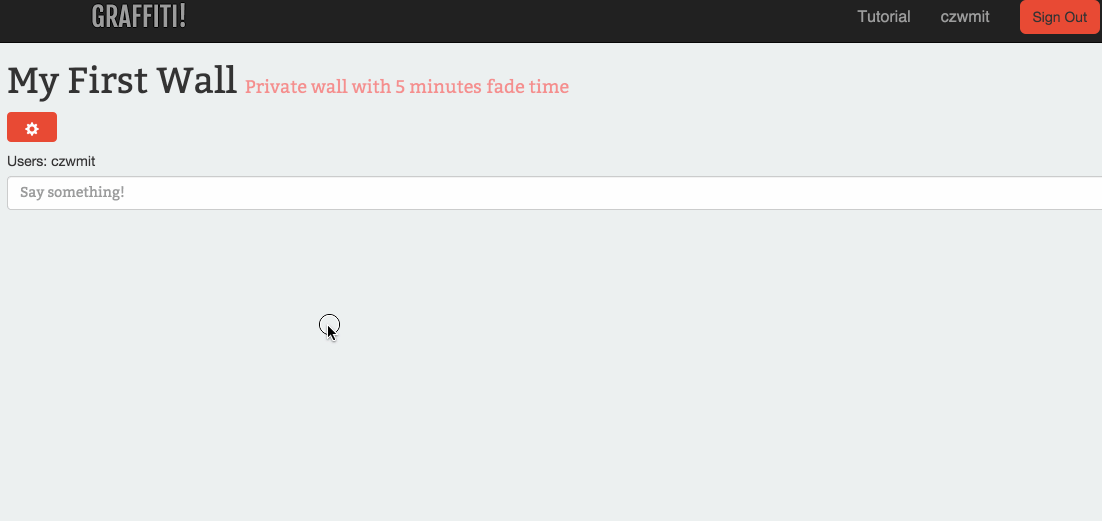 GRAFFITI! Tutorial czwmit Sign Out
My First Wall Private wall with 5 minutes fade time
Users: czwmit
Say something!